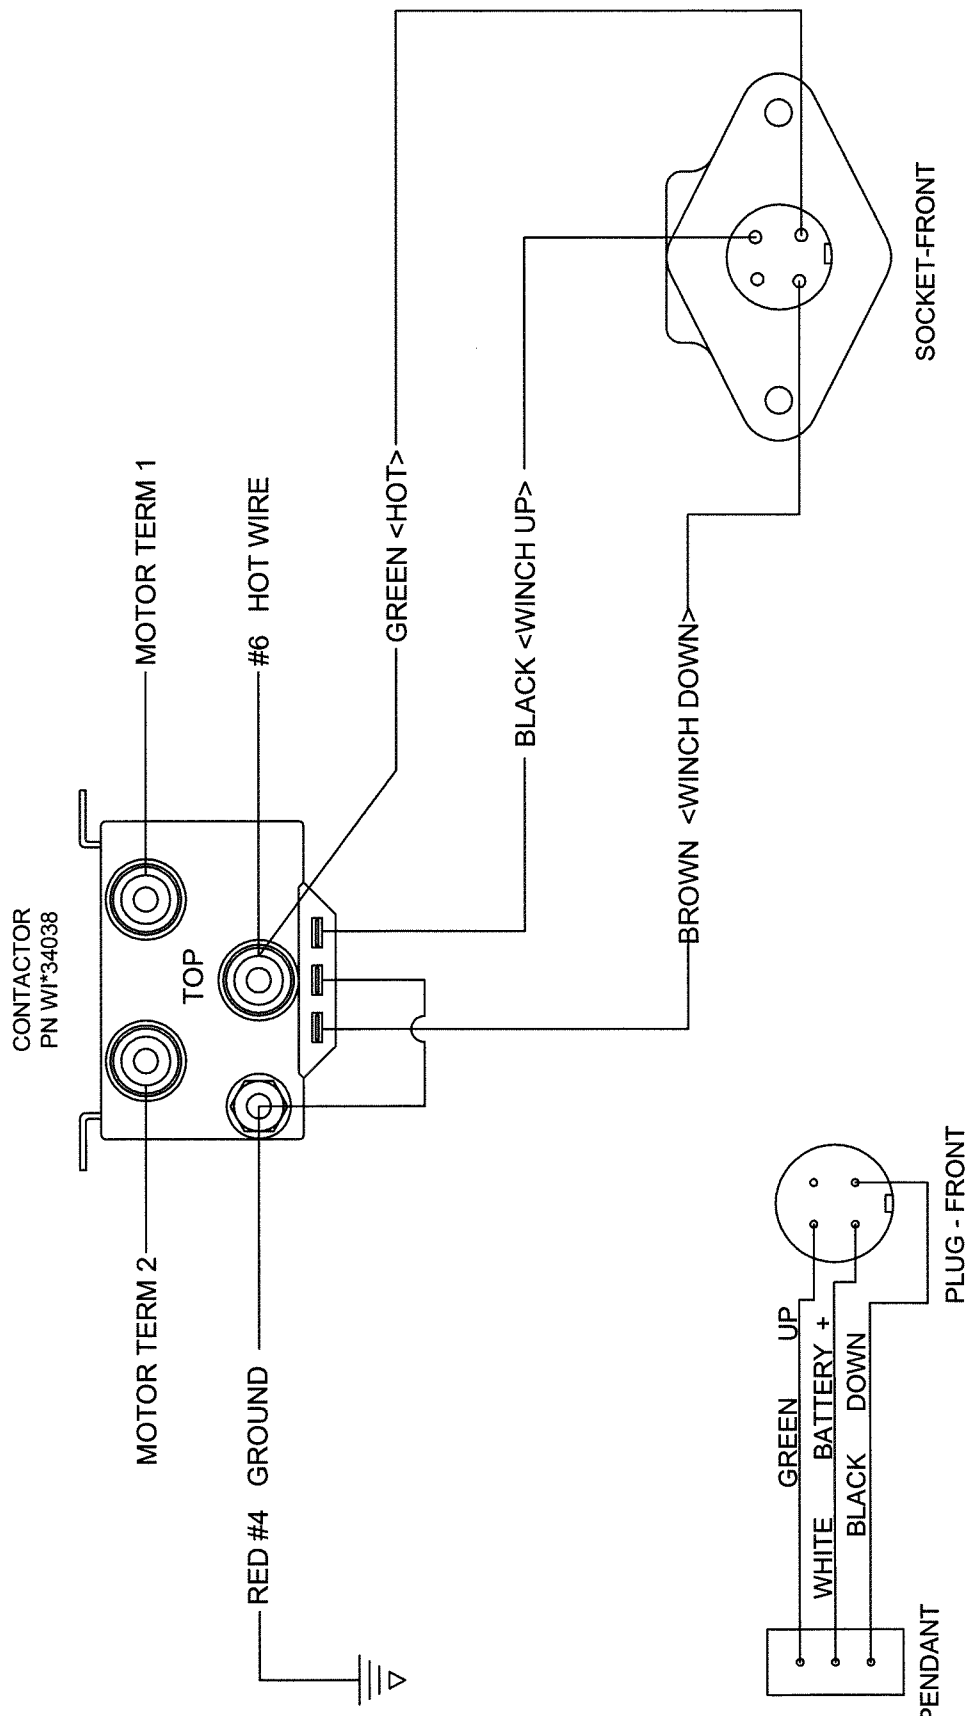 CONTACTOR
PN WI*34038
MOTOR TERM 1
#6 HOT WIRE
TOP
MOTOR TERM 2
RED #4 GROUND
GREEN <HOT>
BLACK <WINCH UP>
BROWN <WINCH DOWN>
SOCKET-FRONT
GREEN UP
WHITE BATTERY +
BLACK DOWN
PLUG - FRONT
PENDANT